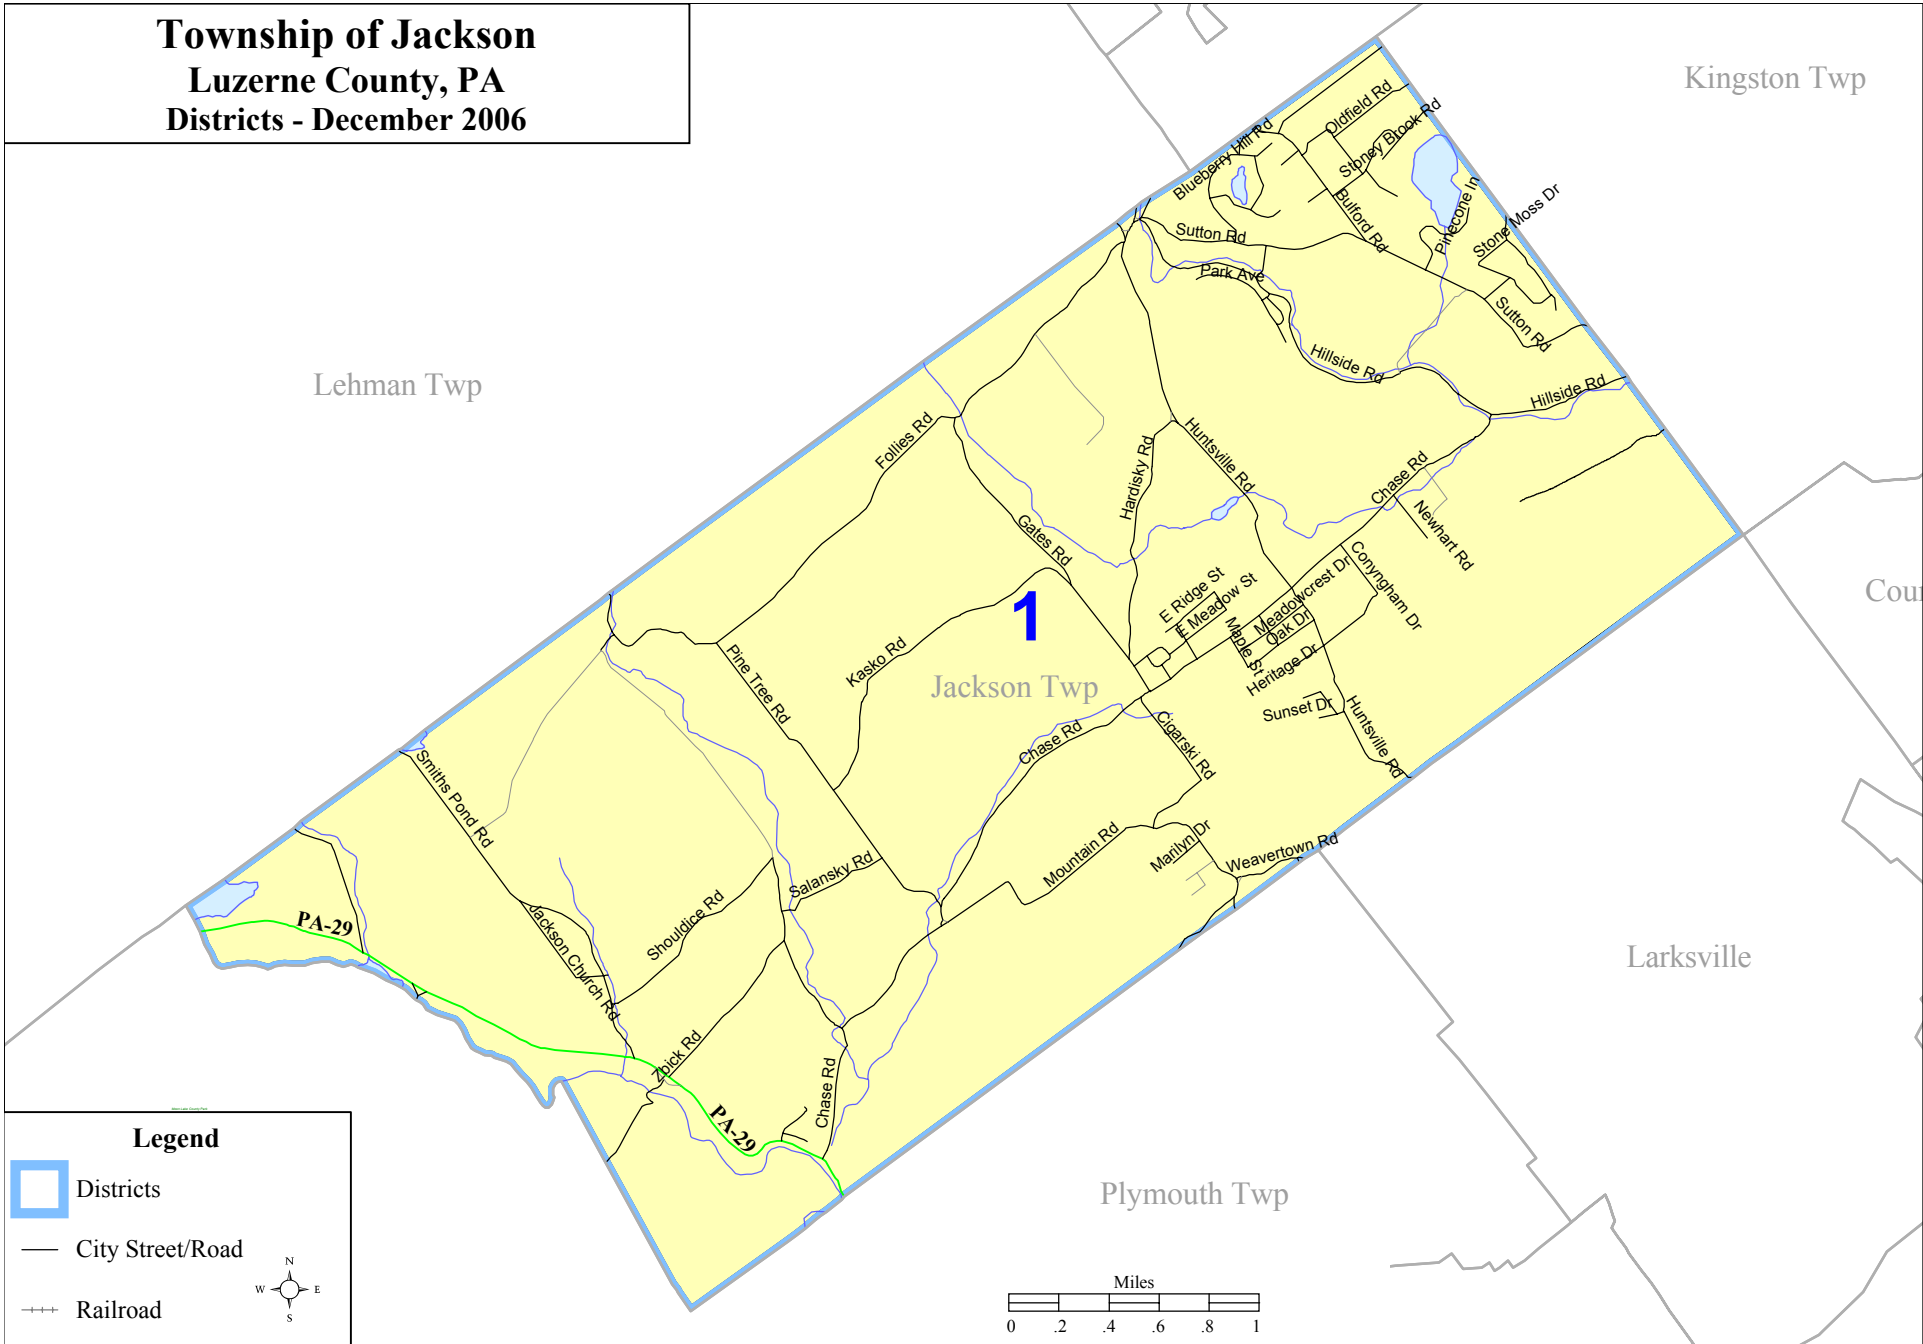 Township of Jackson
Luzerne County, PA
Districts - December 2006
Kingston Twp
Oldfield Rd
Blueberry Hill Rd
Stoney Brook Rd
Bulford Rd
Pinecone ln
Stone Moss Dr
Sutton Rd
Park Ave
Sutton Rd
Hillside Rd
Hillside Rd
Lehman Twp
Follies Rd
Huntsville Rd
Hardisky Rd
Chase Rd
Newhart Rd
Gates Rd
Conyngham Dr
E Ridge St
E Meadow St
Meadowcrest Dr
Oak Dr
Maple St
Heritage Dr
1
Cou
Kasko Rd
Pine Tree Rd
Jackson Twp
Sunset Dr
Huntsville Rd
Chase Rd
Cigarski Rd
Smiths Pond Rd
Mountain Rd
Marilyn Dr
Weavertown Rd
Salansky Rd
Shouldice Rd
PA-29
Jackson Church Rd
Larksville
Zbick Rd
Chase Rd
PA-29
Plymouth Twp
Legend
Districts
City Street/Road
Railroad
N
W E
S
Miles
0 .2 .4 .6 .8 1